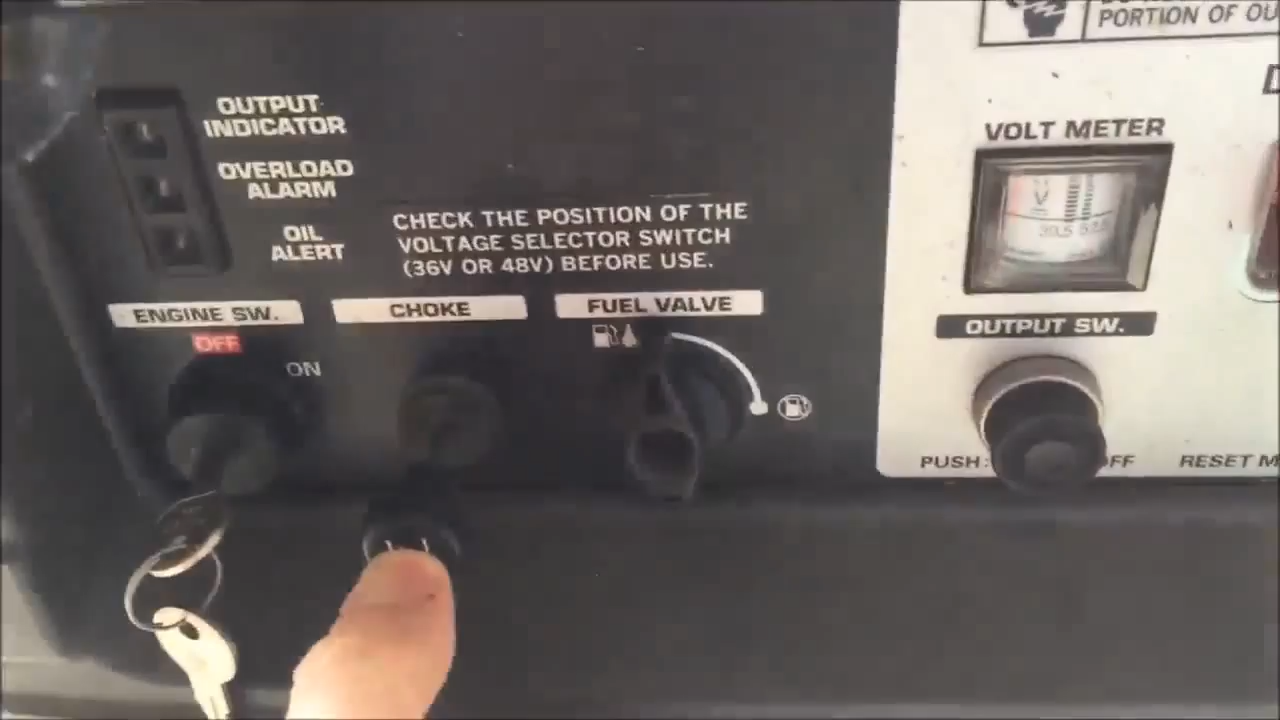 PORTION OF OU
OUTPUT
INDICATOR
OVERLOAD
ALARM
OIL
ALERT
CHECK THE POSITION OF THE
VOLTAGE SELECTOR SWITCH
(36V OR 48V) BEFORE USE.
VOLT METER
ENGINE SW.
OFF
ON
CHOKE
FUEL VALVE
OUTPUT SW.
PUSH:
OFF
RESET M